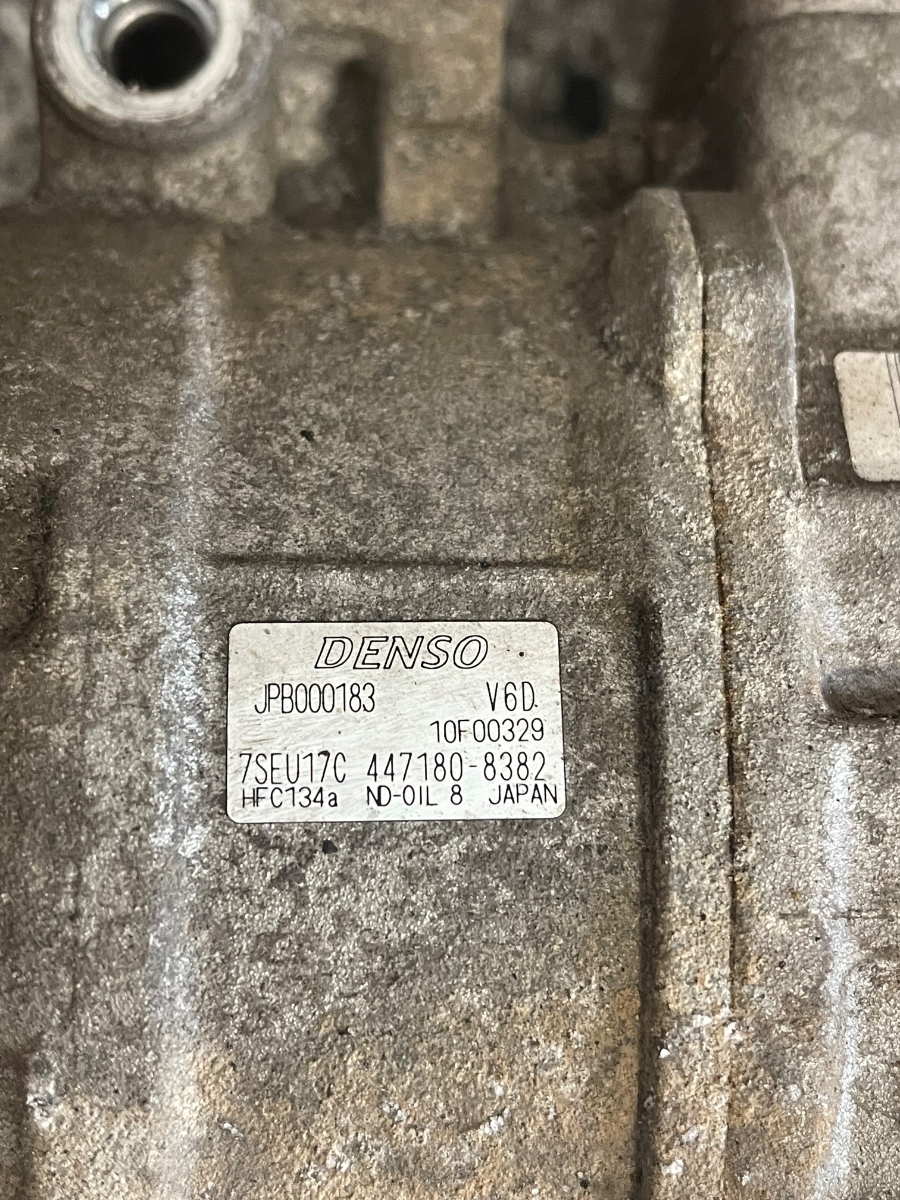 DENSO
JPB000183 V6D
10F00329
7SEU17C 447180-8382
HFC134a ND-OIL 8 JAPAN